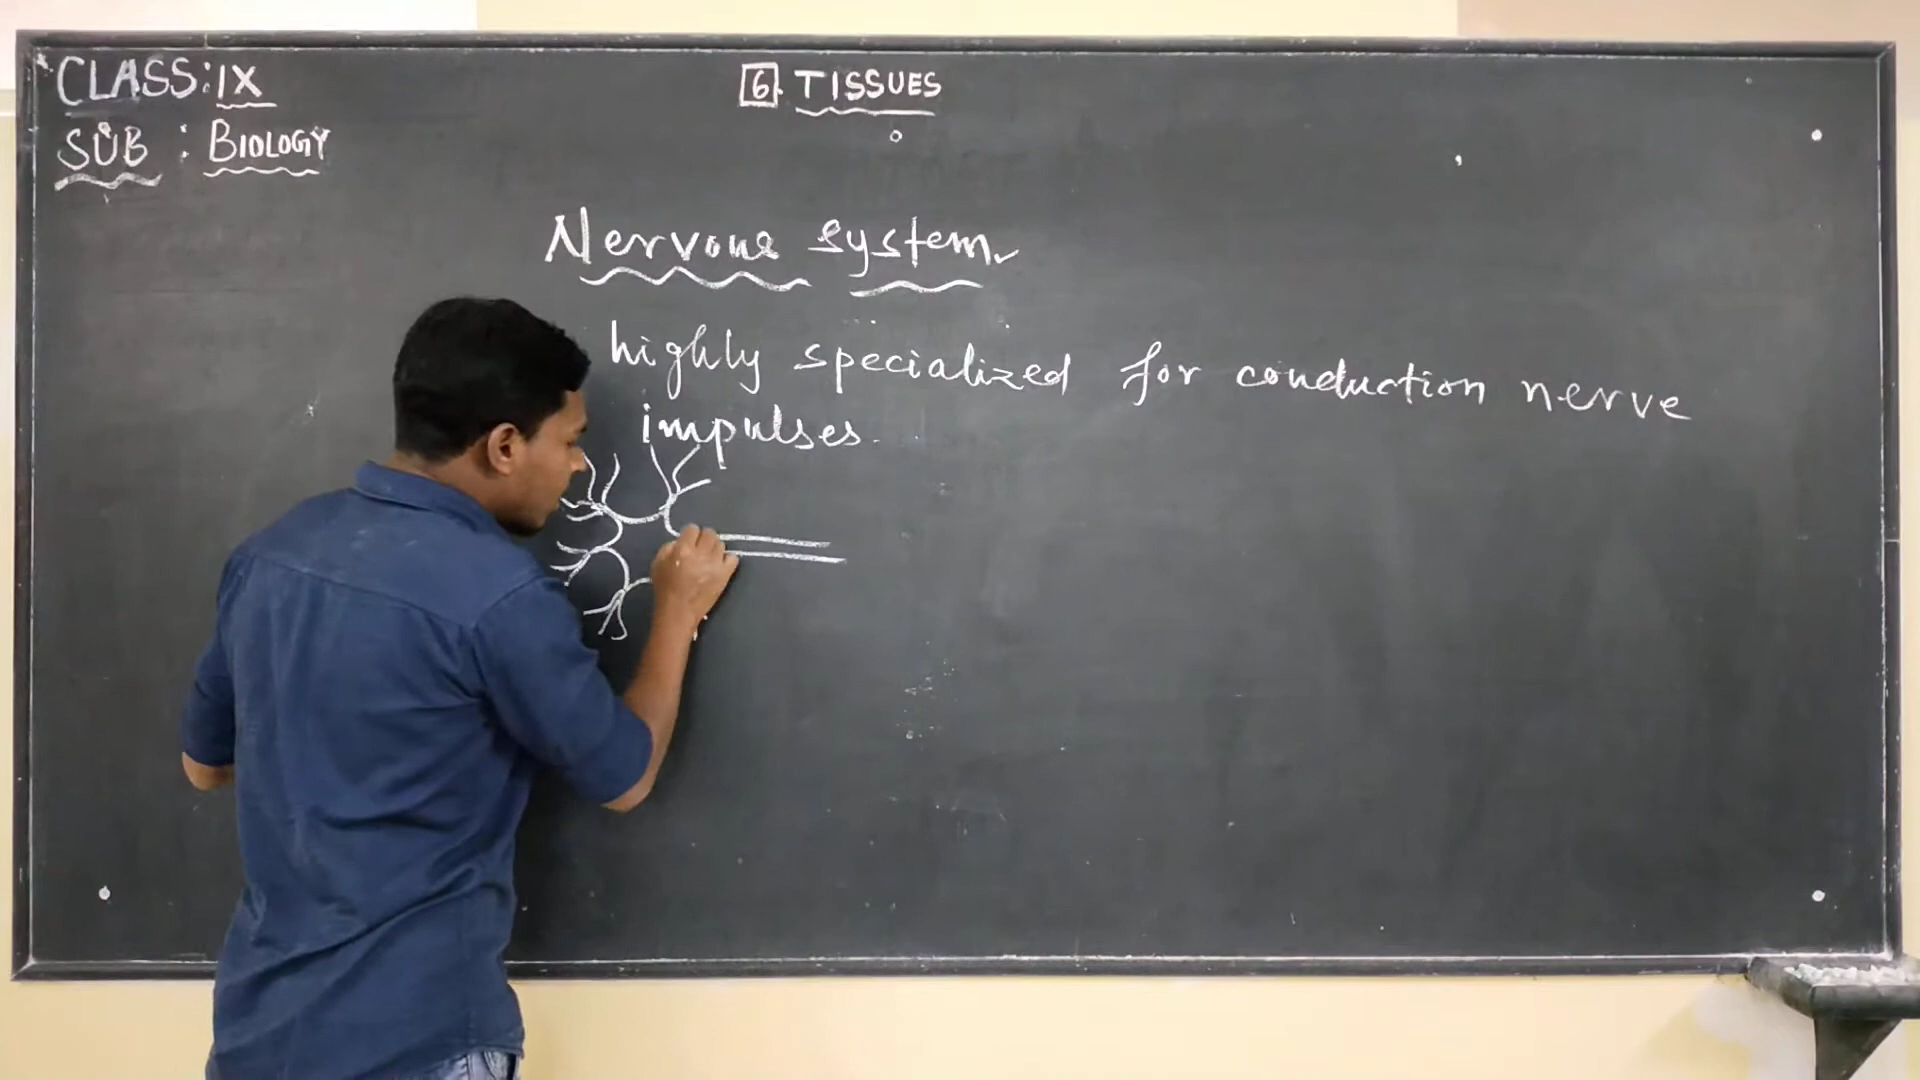 CLASS: IX
SUB : BIOLOGY
6. TISSUES
Nervous system
highly specialized for conduction nerve
impulses.